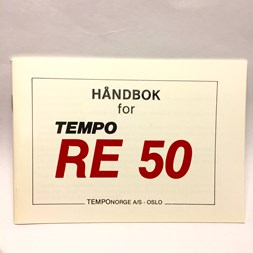 HÅNDBOK
for
TEMPO
RE 50
TEMPONORGE A/S - OSLO